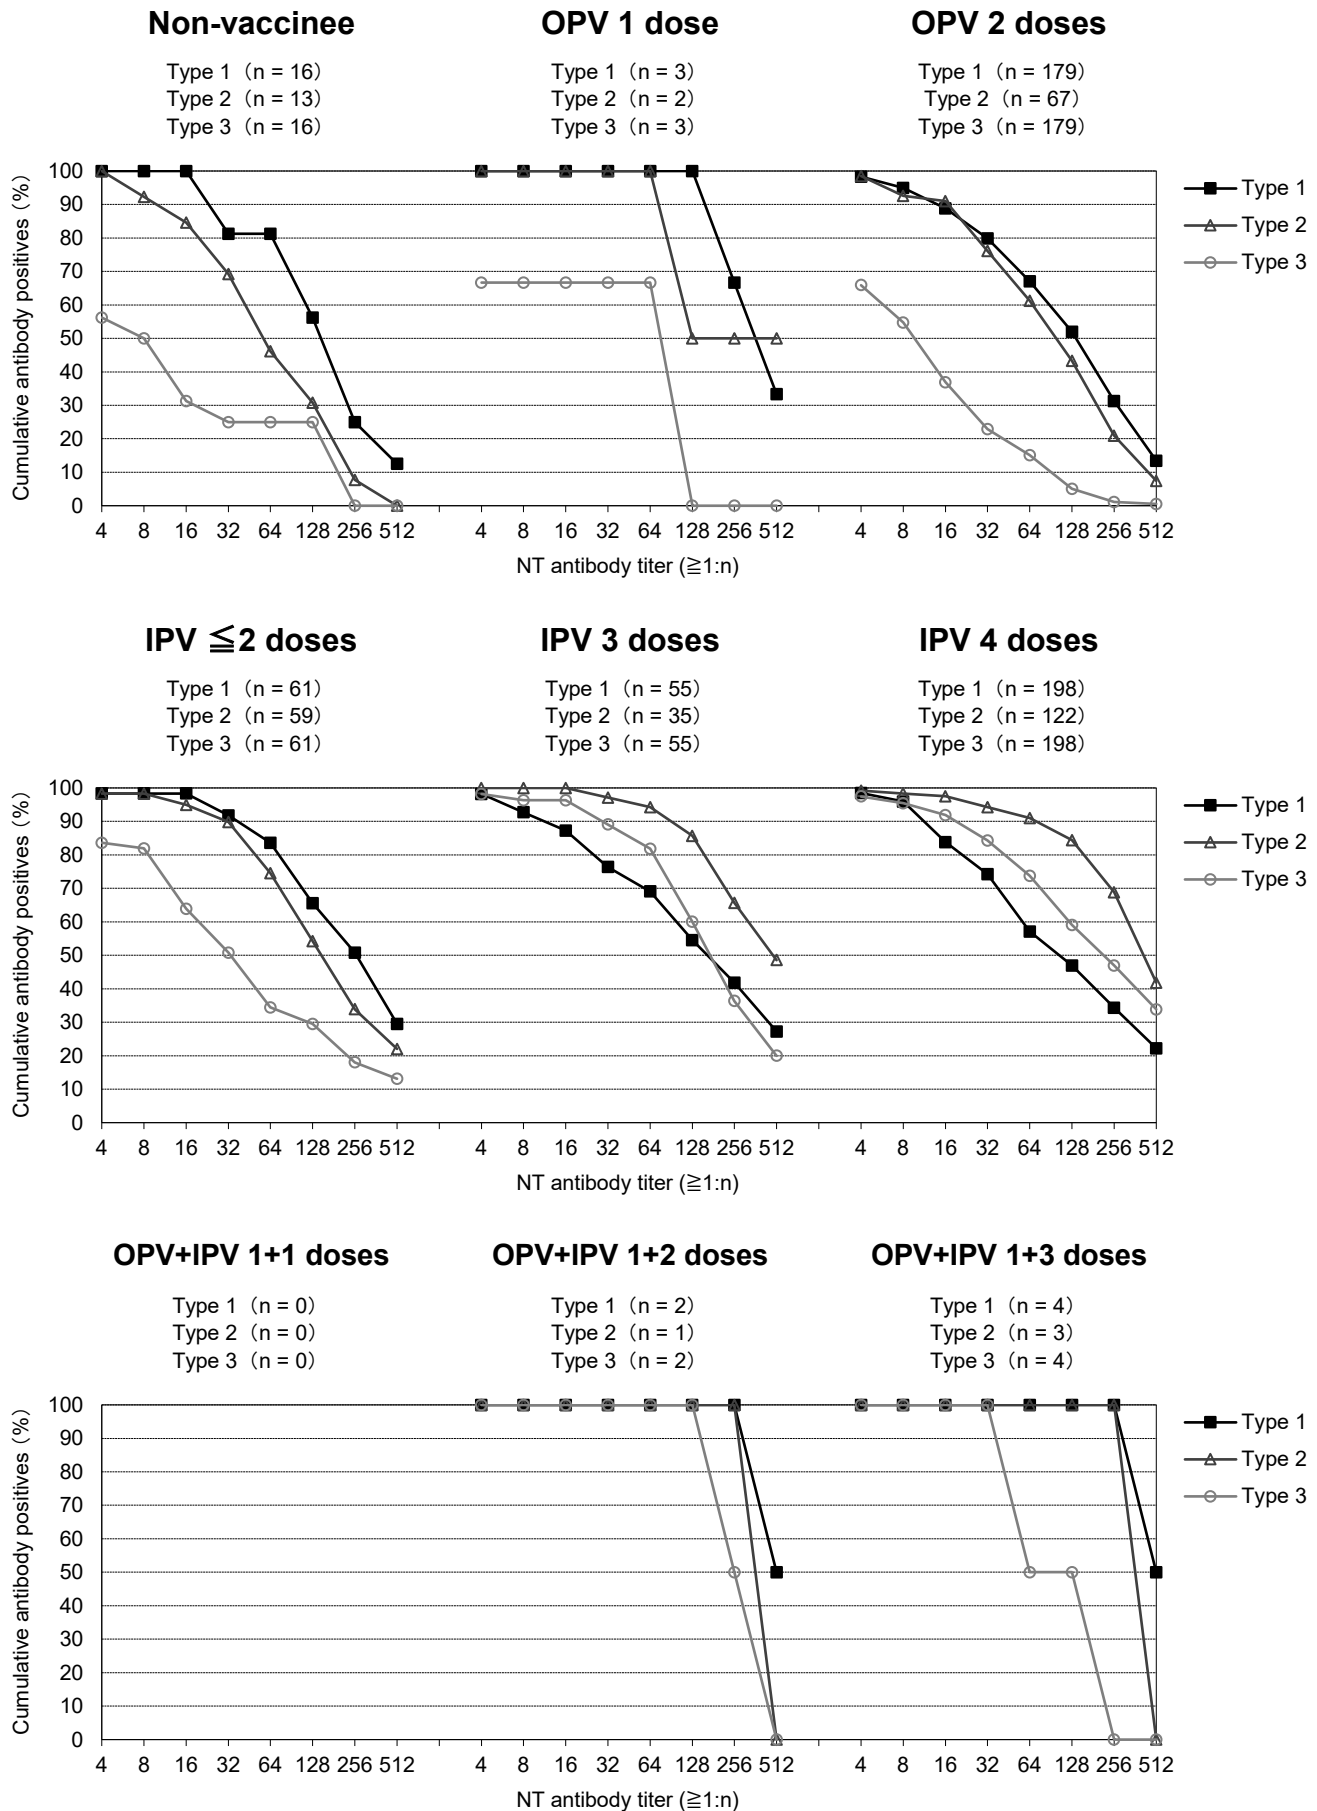 Non-vaccinee OPV 1 dose OPV 2 doses
Type 1（n = 16） Type 1（n = 3） Type 1（n = 179）
Type 2（n = 13） Type 2（n = 2） Type 2（n = 67）
Type 3（n = 16） Type 3（n = 3） Type 3（n = 179）
Cumulative antibody positives（%）
100
90
80
70
60
50
40
30
20
10
0
4 8 16 32 64 128 256 512 4 8 16 32 64 128 256 512 4 8 16 32 64 128 256 512
NT antibody titer (≧1:n)
Type 1
Type 2
Type 3
IPV ≦2 doses IPV 3 doses IPV 4 doses
Type 1（n = 61） Type 1（n = 55） Type 1（n = 198）
Type 2（n = 59） Type 2（n = 35） Type 2（n = 122）
Type 3（n = 61） Type 3（n = 55） Type 3（n = 198）
Cumulative antibody positives（%）
100
90
80
70
60
50
40
30
20
10
0
4 8 16 32 64 128 256 512 4 8 16 32 64 128 256 512 4 8 16 32 64 128 256 512
NT antibody titer (≧1:n)
Type 1
Type 2
Type 3
OPV+IPV 1+1 doses OPV+IPV 1+2 doses OPV+IPV 1+3 doses
Type 1（n = 0） Type 1（n = 2） Type 1（n = 4）
Type 2（n = 0） Type 2（n = 1） Type 2（n = 3）
Type 3（n = 0） Type 3（n = 2） Type 3（n = 4）
Cumulative antibody positives（%）
100
90
80
70
60
50
40
30
20
10
0
4 8 16 32 64 128 256 512 4 8 16 32 64 128 256 512 4 8 16 32 64 128 256 512
NT antibody titer (≧1:n)
Type 1
Type 2
Type 3